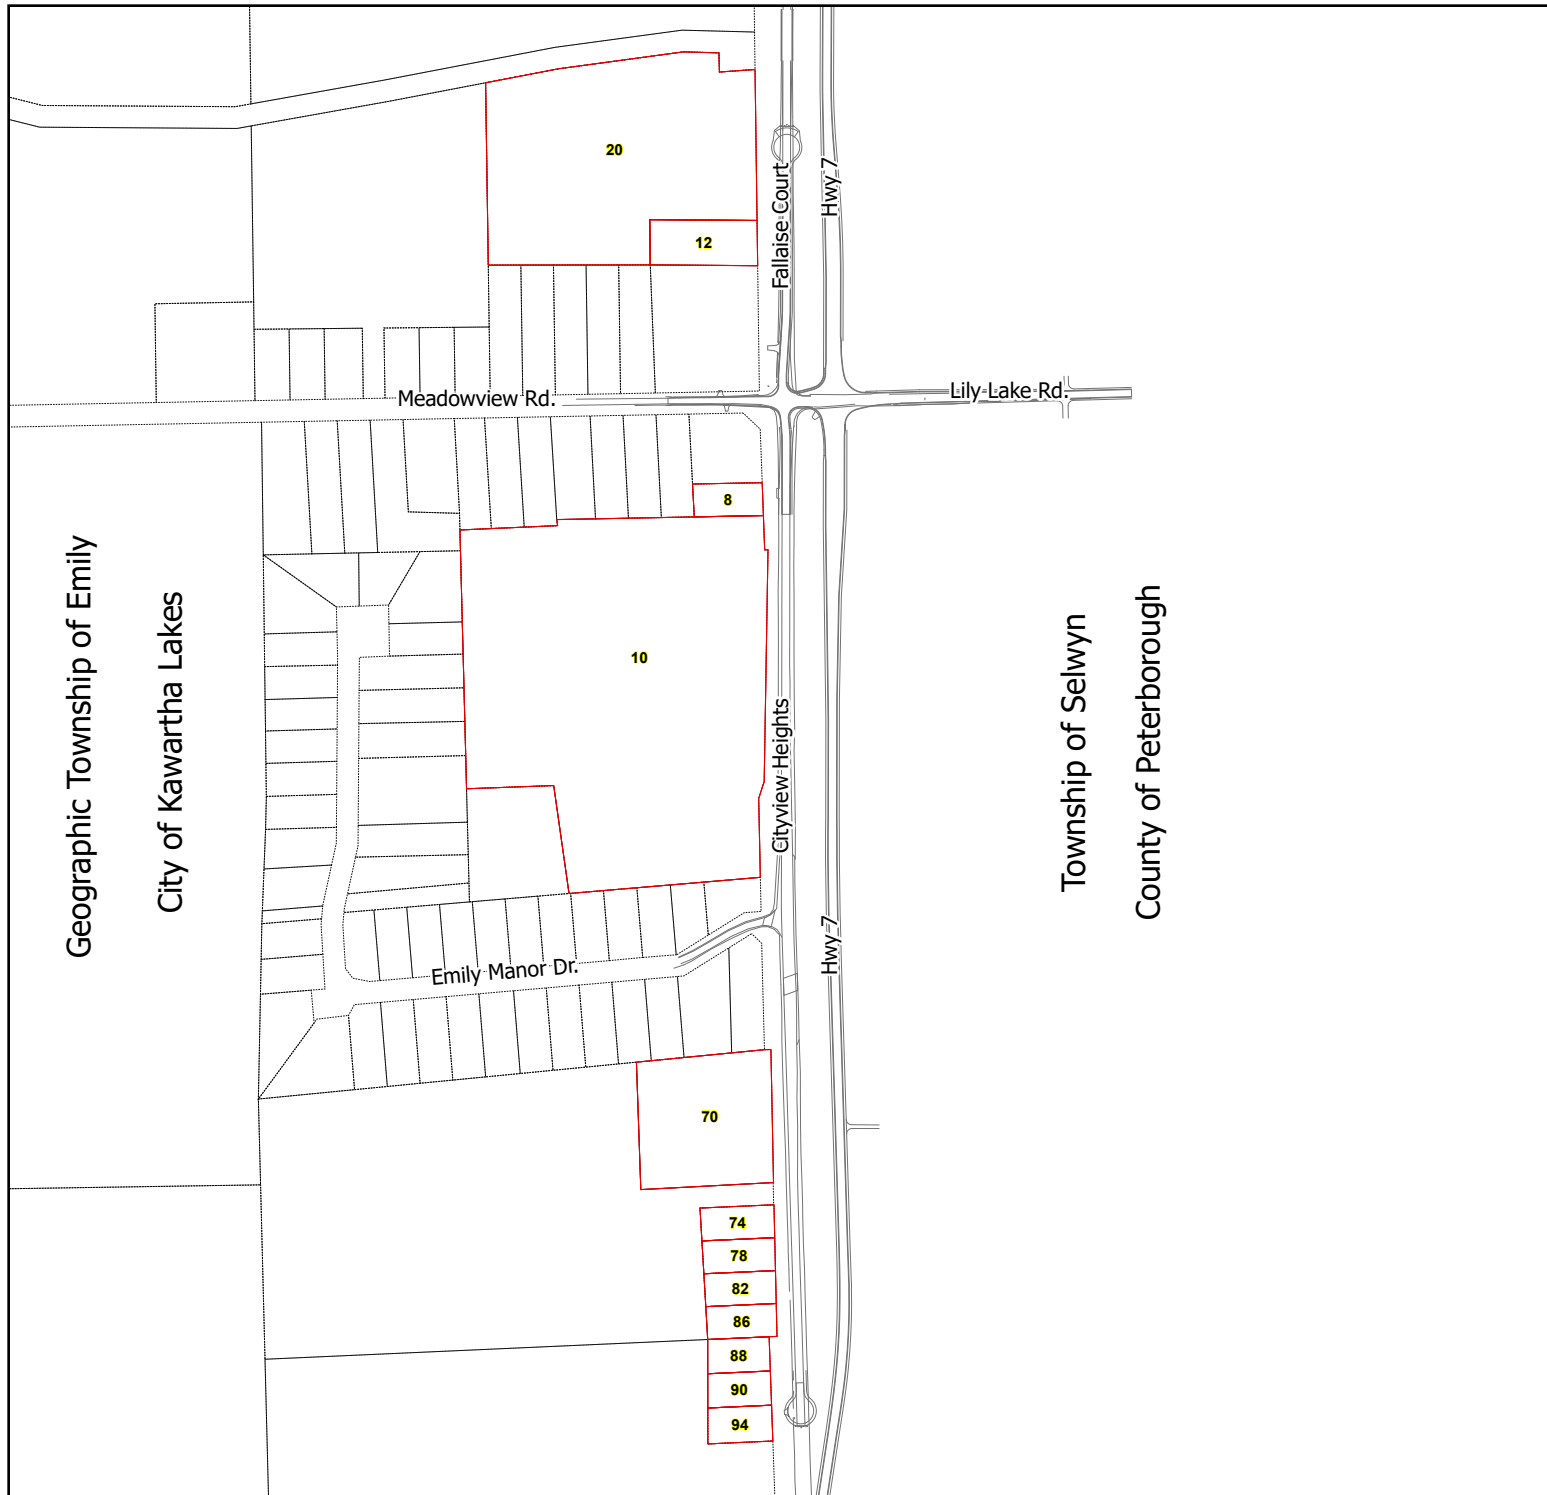 20
12
Fallaise Court
Hwy 7
Meadowview Rd.
Lily Lake Rd.
8
Geographic Township of Emily
City of Kawartha Lakes
10
Cityview Heights
Township of Selwyn
County of Peterborough
Hwy 7
Emily Manor Dr.
70
74
78
82
86
88
90
94